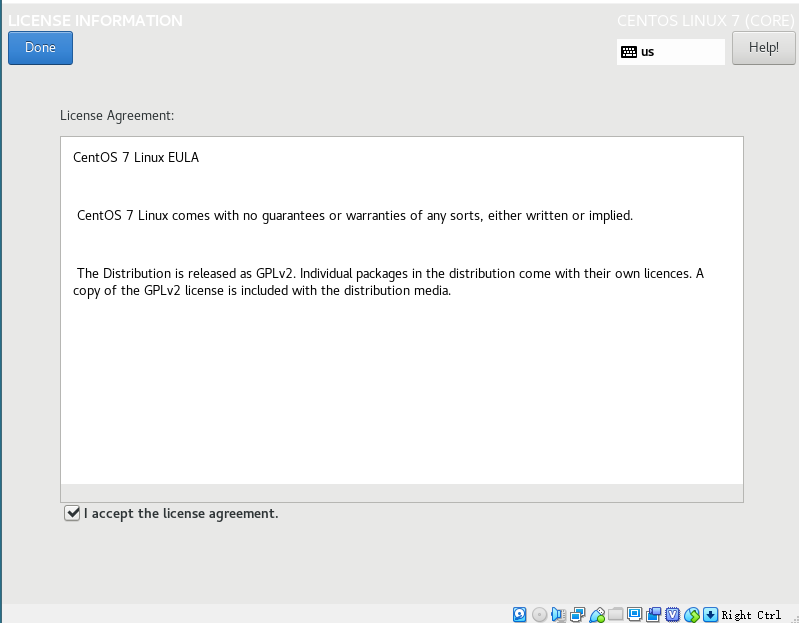 LICENSE INFORMATION
CENTOS LINUX 7 (CORE)
Done
us
Help!
License Agreement:
CentOS 7 Linux EULA
CentOS 7 Linux comes with no guarantees or warranties of any sorts, either written or implied.
The Distribution is released as GPLv2. Individual packages in the distribution come with their own licences. A
copy of the GPLv2 license is included with the distribution media.
I accept the license agreement.
Right Ctrl